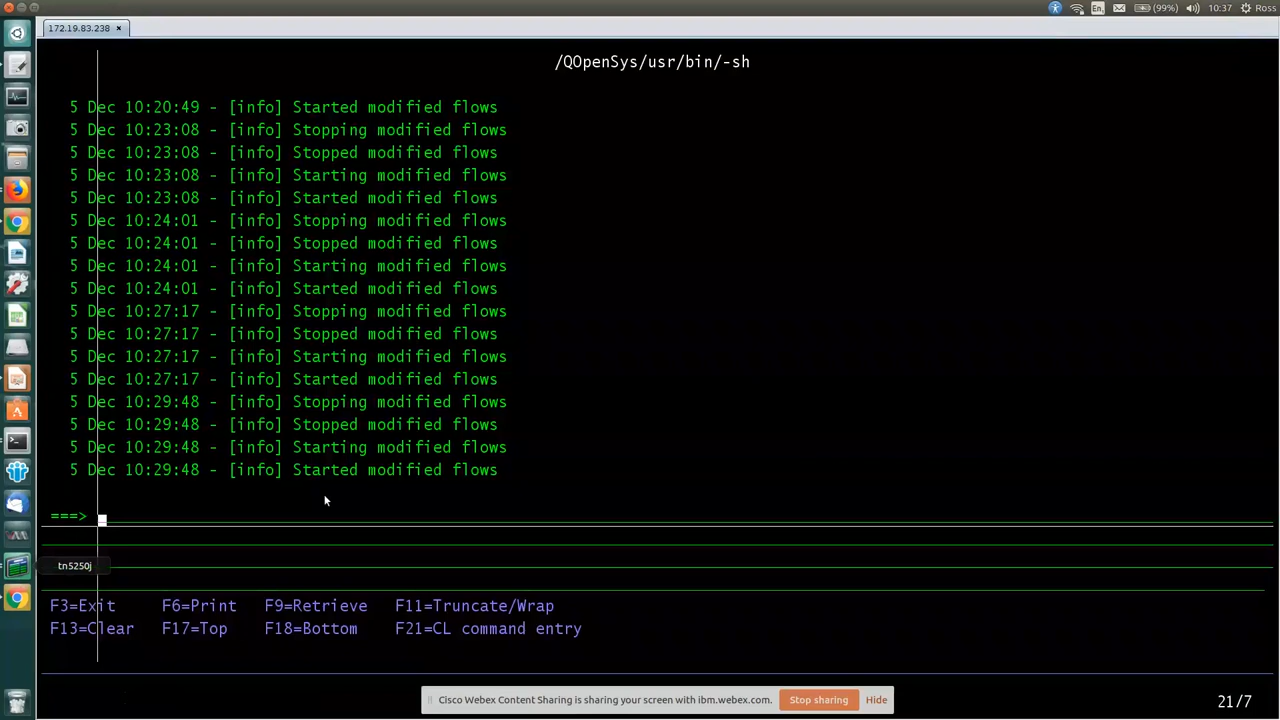 En (99%) 10:37 Ross
172.19.83.238 ×
/QOpenSys/usr/bin/-sh
5 Dec 10:20:49 - [info] Started modified flows
5 Dec 10:23:08 - [info] Stopping modified flows
5 Dec 10:23:08 - [info] Stopped modified flows
5 Dec 10:23:08 - [info] Starting modified flows
5 Dec 10:23:08 - [info] Started modified flows
5 Dec 10:24:01 - [info] Stopping modified flows
5 Dec 10:24:01 - [info] Stopped modified flows
5 Dec 10:24:01 - [info] Starting modified flows
5 Dec 10:24:01 - [info] Started modified flows
5 Dec 10:27:17 - [info] Stopping modified flows
5 Dec 10:27:17 - [info] Stopped modified flows
5 Dec 10:27:17 - [info] Starting modified flows
5 Dec 10:27:17 - [info] Started modified flows
5 Dec 10:29:48 - [info] Stopping modified flows
5 Dec 10:29:48 - [info] Stopped modified flows
5 Dec 10:29:48 - [info] Starting modified flows
5 Dec 10:29:48 - [info] Started modified flows
===>
tn5250j
F3=Exit F6=Print F9=Retrieve F11=Truncate/Wrap
F13=Clear F17=Top F18=Bottom F21=CL command entry
Cisco Webex Content Sharing is sharing your screen with ibm.webex.com. Stop sharing Hide
21/7